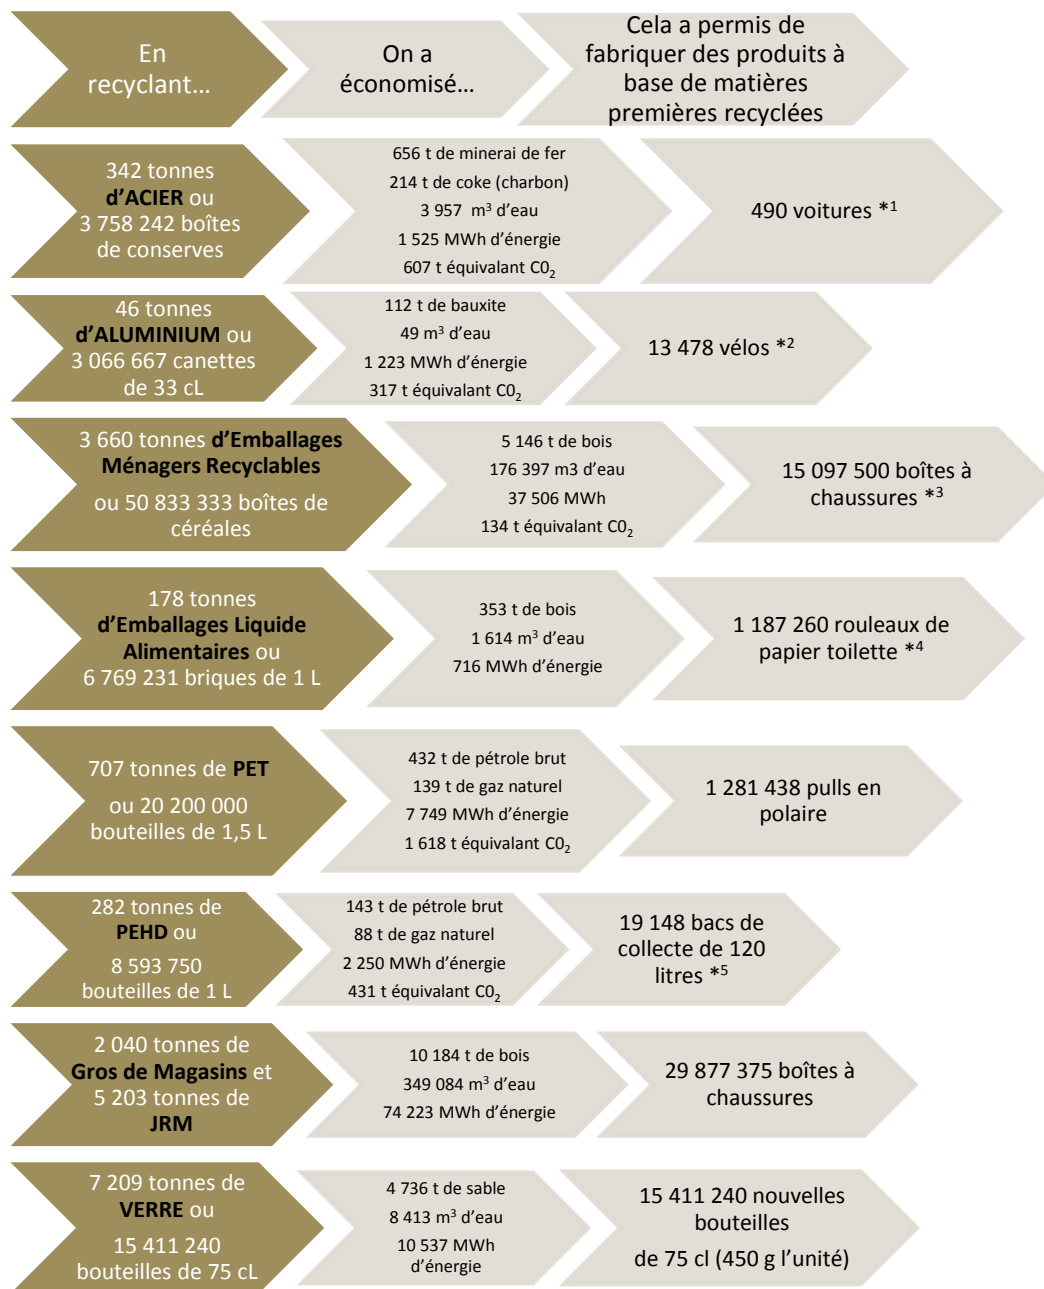 En
recyclant...
On a
économisé...
Cela a permis de
fabriquer des produits à
base de matières
premières recyclées
342 tonnes
d'ACIER ou
3 758 242 boîtes
de conserves
656 t de minerai de fer
214 t de coke (charbon)
3 957 m³ d'eau
1 525 MWh d'énergie
607 t équivalant C0₂
490 voitures *¹
46 tonnes
d'ALUMINIUM ou
3 066 667 canettes
de 33 cL
112 t de bauxite
49 m³ d'eau
1 223 MWh d'énergie
317 t équivalant C0₂
13 478 vélos *²
3 660 tonnes d'Emballages
Ménagers Recyclables
ou 50 833 333 boîtes de
céréales
5 146 t de bois
176 397 m3 d'eau
37 506 MWh
134 t équivalant C0₂
15 097 500 boîtes à
chaussures *³
178 tonnes
d'Emballages Liquide
Alimentaires ou
6 769 231 briques de 1 L
353 t de bois
1 614 m³ d'eau
716 MWh d'énergie
1 187 260 rouleaux de
papier toilette *⁴
707 tonnes de PET
ou 20 200 000
bouteilles de 1,5 L
432 t de pétrole brut
139 t de gaz naturel
7 749 MWh d'énergie
1 618 t équivalant C0₂
1 281 438 pulls en
polaire
282 tonnes de
PEHD ou
8 593 750
bouteilles de 1 L
143 t de pétrole brut
88 t de gaz naturel
2 250 MWh d'énergie
431 t équivalant C0₂
19 148 bacs de
collecte de 120
litres *⁵
2 040 tonnes de
Gros de Magasins et
5 203 tonnes de
JRM
10 184 t de bois
349 084 m³ d'eau
74 223 MWh d'énergie
29 877 375 boîtes à
chaussures
7 209 tonnes de
VERRE ou
15 411 240
bouteilles de 75 cL
4 736 t de sable
8 413 m³ d'eau
10 537 MWh
d'énergie
15 411 240 nouvelles
bouteilles
de 75 cl (450 g l'unité)